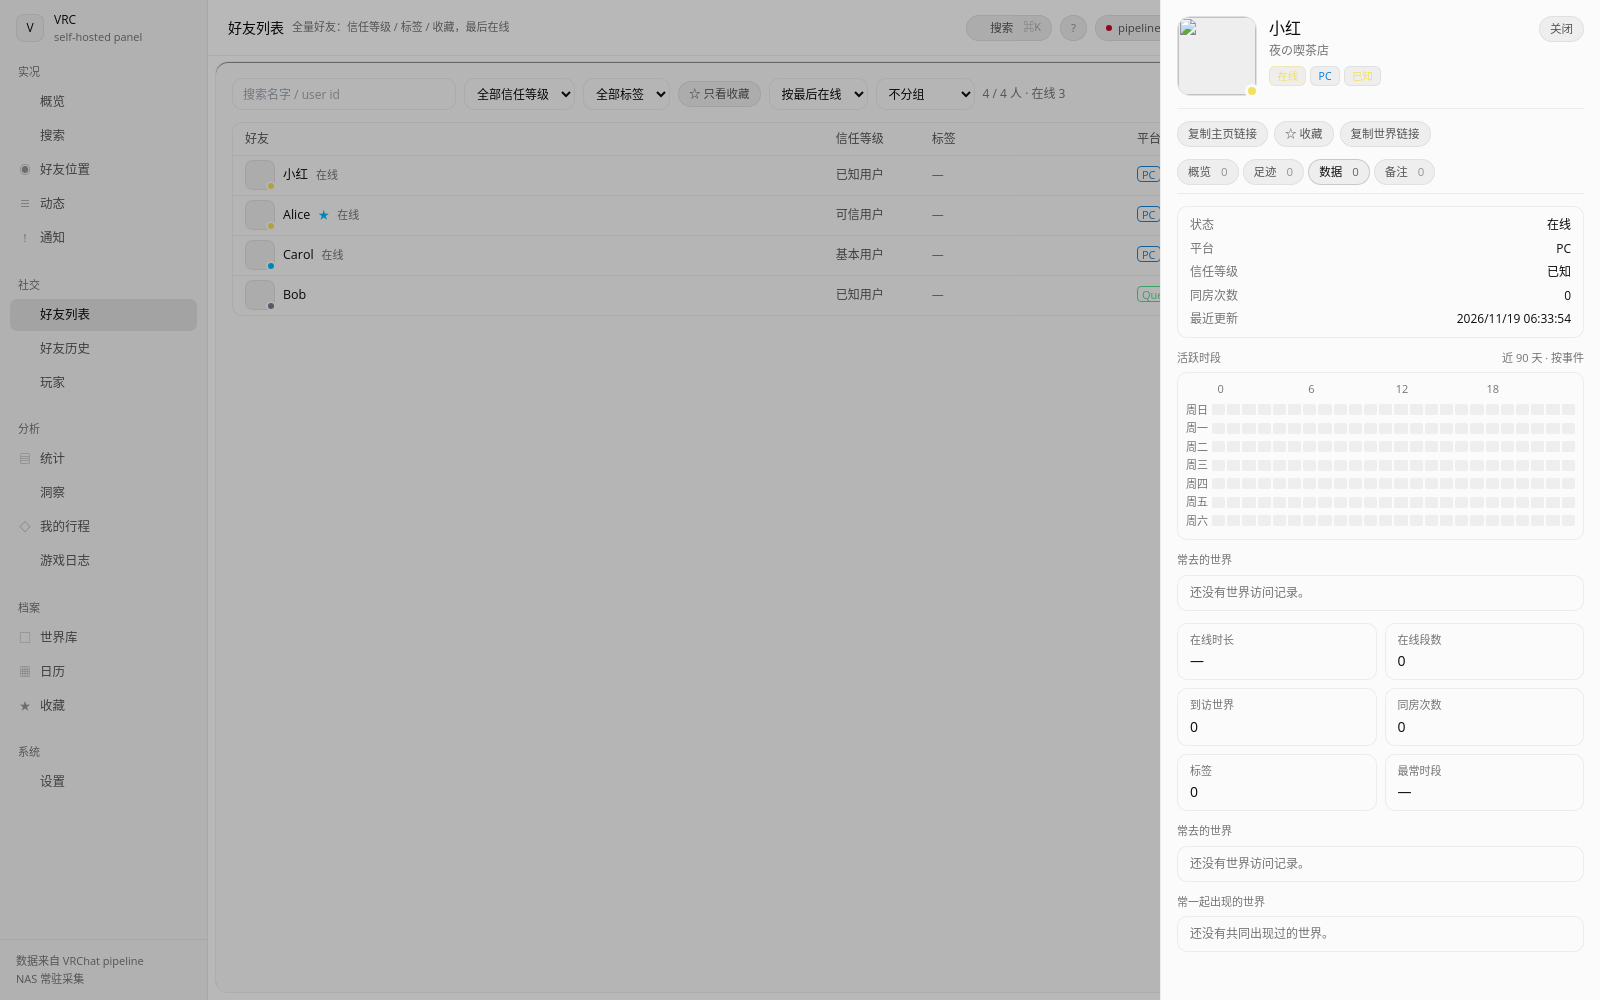 V
VRC
self-hosted panel
实况
概览
搜索
好友位置
动态
通知
社交
好友列表
好友历史
玩家
分析
统计
洞察
我的行程
游戏日志
档案
世界库
日历
收藏
系统
设置
数据来自 VRChat pipeline
NAS 常驻采集
好友列表 全量好友：信任等级 / 标签 / 收藏，最后在线
搜索 ⌘K ? pipeline
搜索名字 / user id 全部信任等级 全部标签 ☆ 只看收藏 按最后在线 不分组 4 / 4 人 · 在线 3
好友 信任等级 标签 平台
小红 在线 已知用户 — PC
Alice ★ 在线 可信用户 — PC
Carol 在线 基本用户 — PC
Bob 已知用户 — Que
小红
夜の喫茶店
在线 PC 已知
关闭
复制主页链接 ☆ 收藏 复制世界链接
概览 0 足迹 0 数据 0 备注 0
状态 在线
平台 PC
信任等级 已知
同房次数 0
最近更新 2026/11/19 06:33:54
活跃时段 近 90 天 · 按事件
0 6 12 18
周日
周一
周二
周三
周四
周五
周六
常去的世界
还没有世界访问记录。
在线时长 在线段数
— 0
到访世界 同房次数
0 0
标签 最常时段
0 —
常去的世界
还没有世界访问记录。
常一起出现的世界
还没有共同出现过的世界。